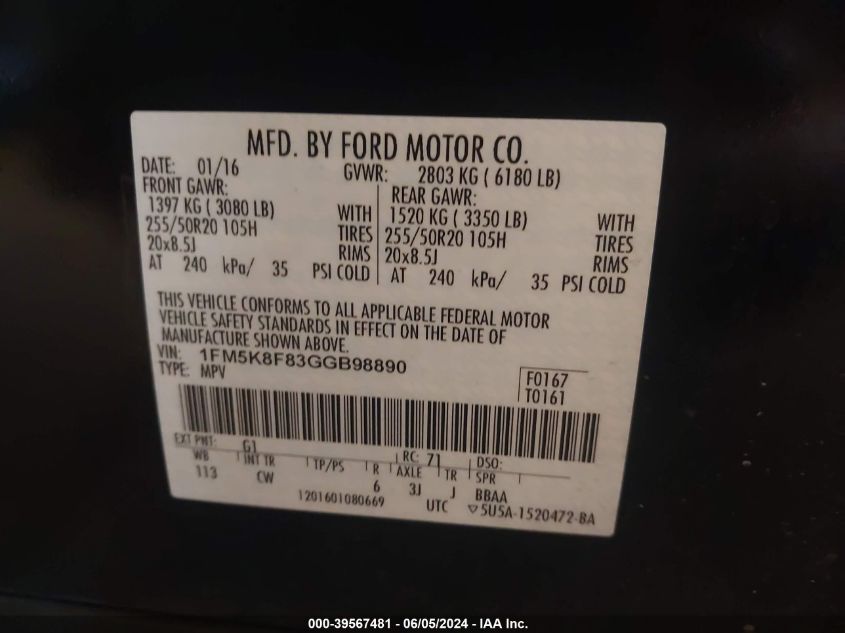 MFD. BY FORD MOTOR CO.
DATE: 01/16 GVWR: 2803 KG ( 6180 LB)
FRONT GAWR: REAR GAWR:
1397 KG ( 3080 LB) WITH 1520 KG ( 3350 LB) WITH
255/50R20 105H TIRES 255/50R20 105H TIRES
20x8.5J RIMS 20x8.5J RIMS
AT 240 kPa/ 35 PSI COLD AT 240 kPa/ 35 PSI COLD
THIS VEHICLE CONFORMS TO ALL APPLICABLE FEDERAL MOTOR
VEHICLE SAFETY STANDARDS IN EFFECT ON THE DATE OF
MANUFACTURE SHOWN ABOVE.
VIN: 1FM5K8F83GGB98890
TYPE: MPV
F0167
T0161
EXT PNT: G1 RC: 71 DSO:
WB INT TR TP/PS R AXLE TR SPR
113 CW 6 3J J BBAA
1201601080669 UTC ▽5U5A-1520472-BA
000-39567481 - 06/05/2024 - IAA Inc.